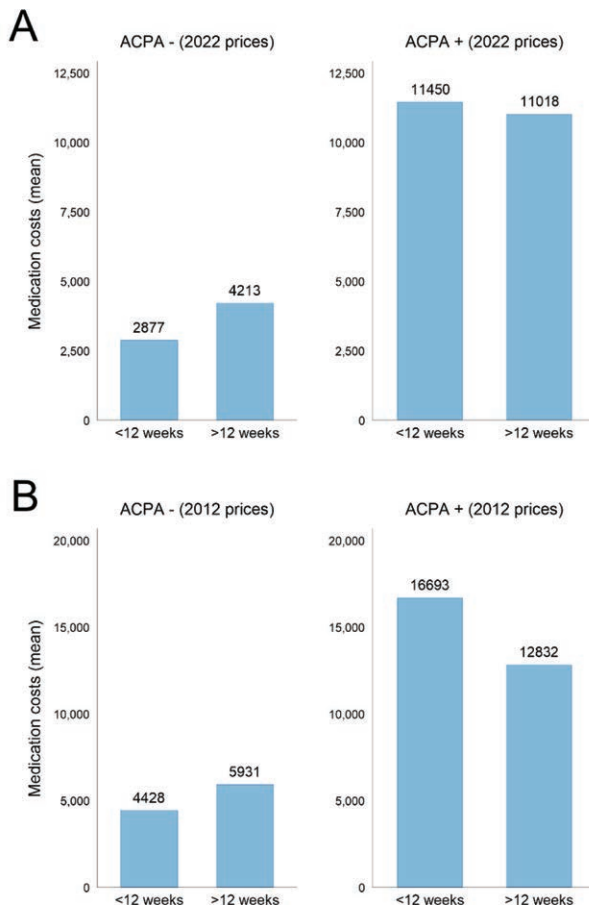 A
ACPA - (2022 prices)
ACPA + (2022 prices)
Medication costs (mean)
12,500
10,000
7,500
5,000
2,500
0
2877
4213
<12 weeks
>12 weeks
12,500
10,000
7,500
5,000
2,500
0
11450
11018
<12 weeks
>12 weeks
B
ACPA - (2012 prices)
ACPA + (2012 prices)
Medication costs (mean)
20,000
15,000
10,000
5,000
0
4428
5931
<12 weeks
>12 weeks
20,000
15,000
10,000
5,000
0
16693
12832
<12 weeks
>12 weeks